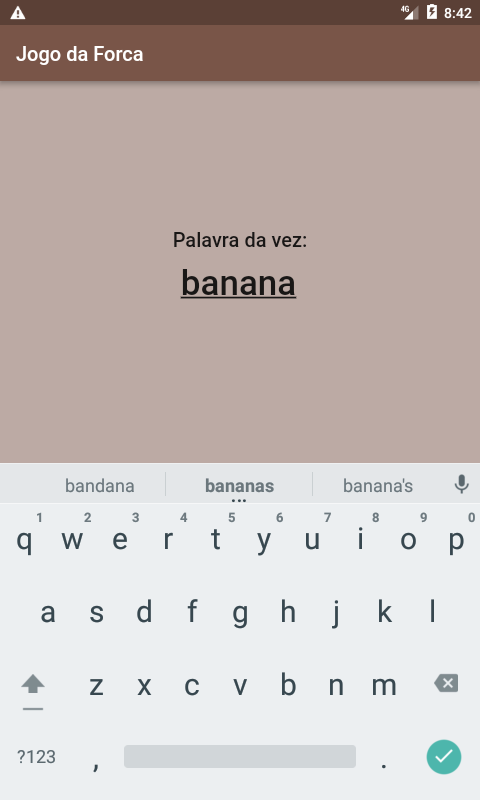 4G 8:42
Jogo da Forca
Palavra da vez:
banana
bandana bananas banana's
1 2 3 4 5 6 7 8 9 0
q w e r t y u i o p
a s d f g h j k l
z x c v b n m
?123 , .